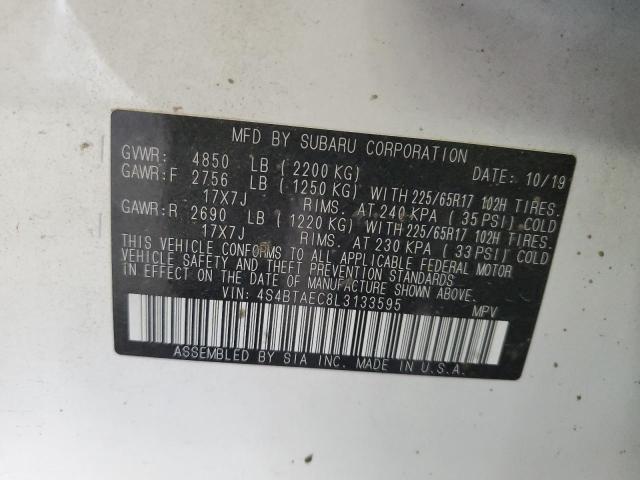 MFD BY SUBARU CORPORATION
GVWR: 4850 LB (2200 KG) DATE: 10/19
GAWR:F 2756 LB (1250 KG) WITH 225/65R17 102H TIRES.
17X7J RIMS. AT 240 KPA (35 PSI) COLD
GAWR:R 2690 LB (1220 KG) WITH 225/65R17 102H TIRES.
17X7J RIMS. AT 230 KPA (33 PSI) COLD
THIS VEHICLE CONFORMS TO ALL APPLICABLE FEDERAL MOTOR
VEHICLE SAFETY AND THEFT PREVENTION STANDARDS
IN EFFECT ON THE DATE OF MANUFACTURE SHOWN ABOVE.
VIN: 4S4BTAEC8L3133595 MPV
ASSEMBLED BY SIA INC. MADE IN U.S.A.